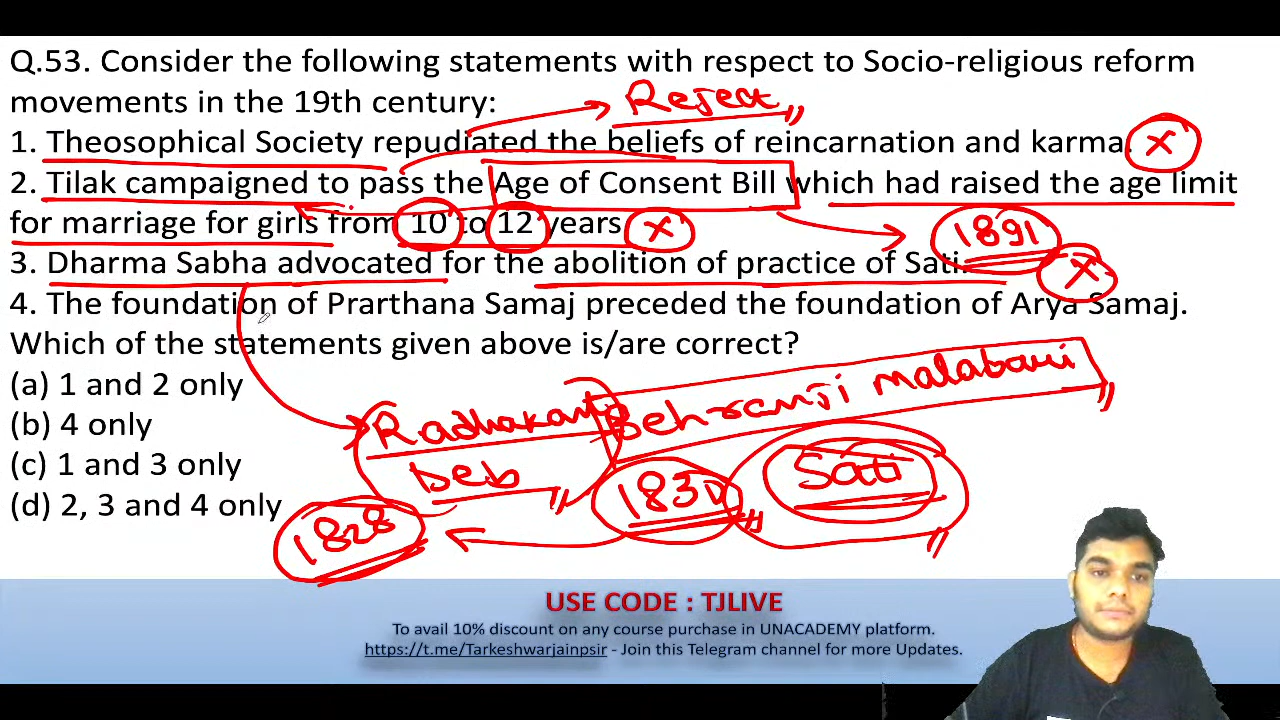 Q.53. Consider the following statements with respect to Socio-religious reform
movements in the 19th century:
Reject
1. Theosophical Society repudiated the beliefs of reincarnation and karma. X
2. Tilak campaigned to pass the Age of Consent Bill which had raised the age limit
for marriage for girls from 10 to 12 years X
1891
3. Dharma Sabha advocated for the abolition of practice of Sati. X
4. The foundation of Prarthana Samaj preceded the foundation of Arya Samaj.
Which of the statements given above is/are correct?
(a) 1 and 2 only
Behramji malabari
(b) 4 only
Radhakant
Deb
(c) 1 and 3 only
Sati
1830
(d) 2, 3 and 4 only
1828
USE CODE : TJLIVE
To avail 10% discount on any course purchase in UNACADEMY platform.
https://t.me/Tarkeshwarjainpsir - Join this Telegram channel for more Updates.